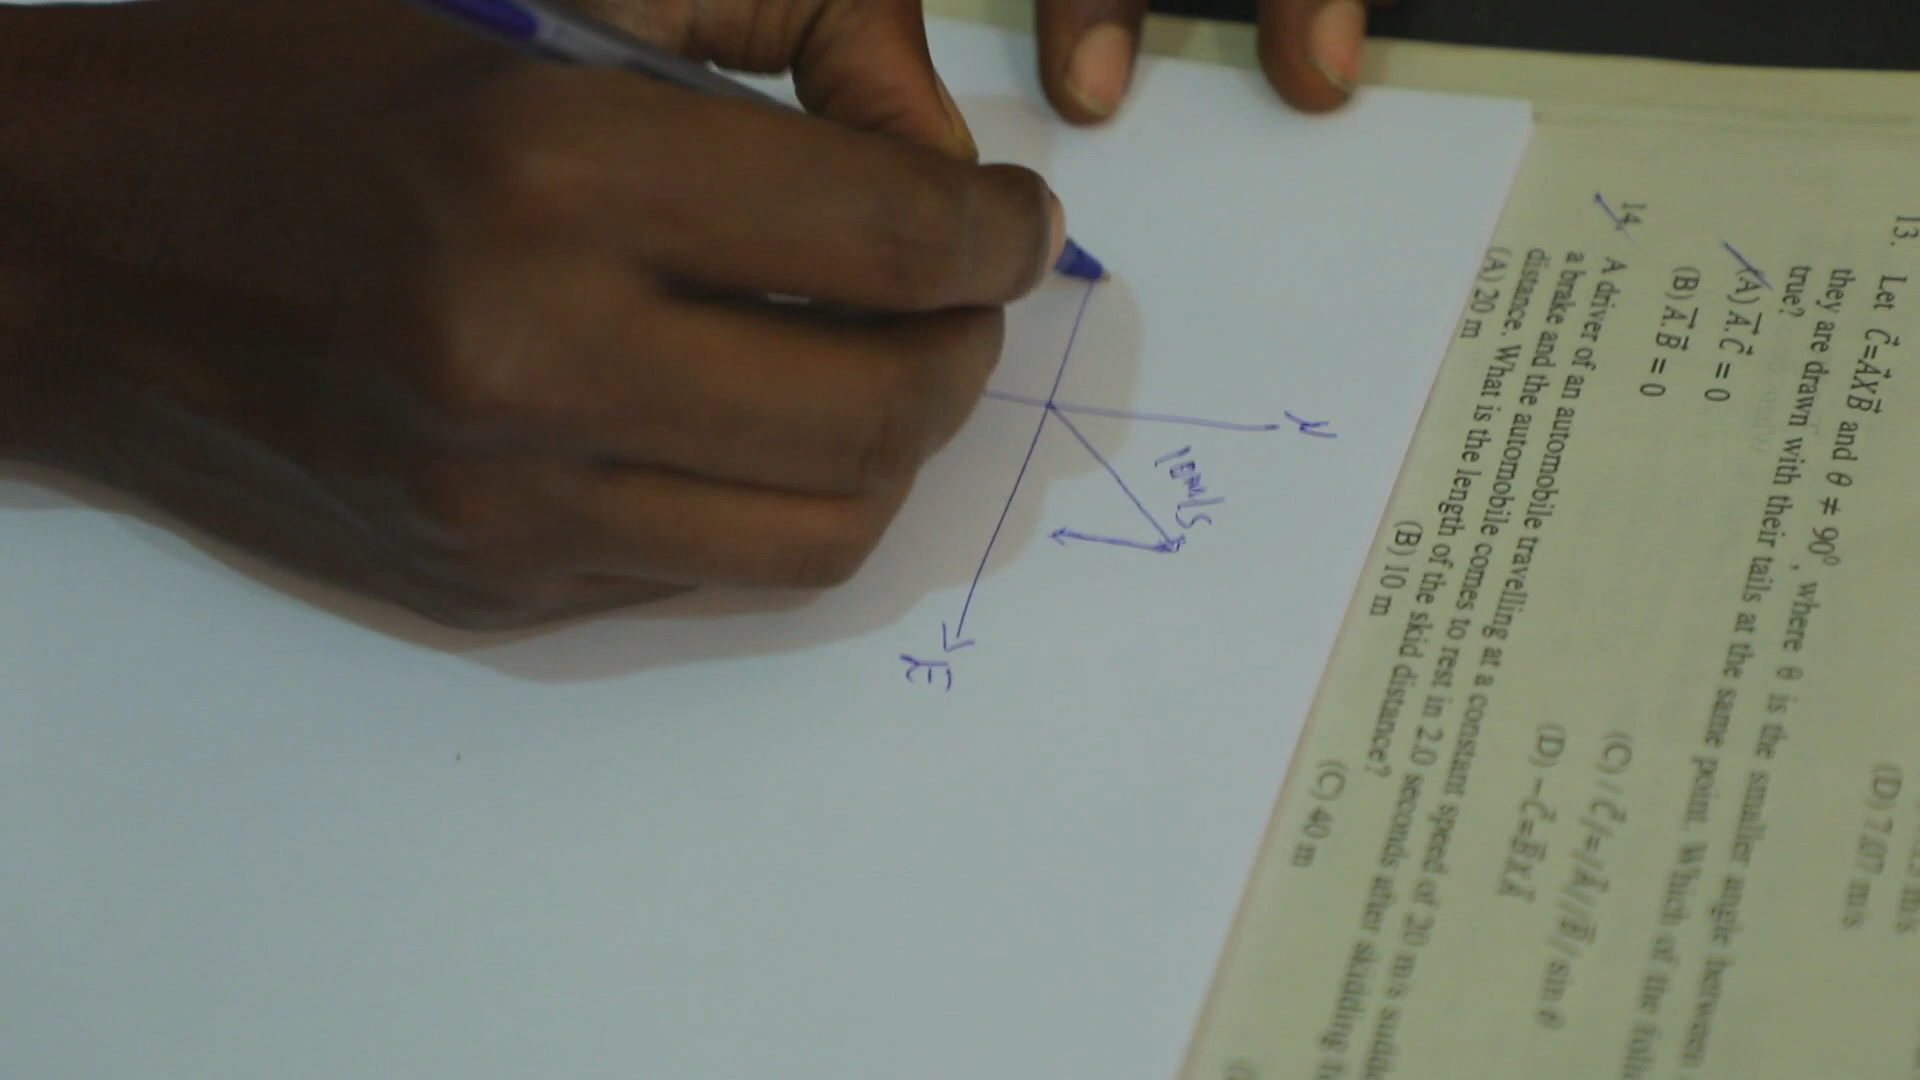 (D) 7.07 m/s
13. Let C⃗=A⃗XB⃗ and θ ≠ 90⁰, where θ is the smaller angle between
they are drawn with their tails at the same point. Which of the
true?
(A) A⃗.C⃗ = 0
(C) /C⃗/=/A⃗//B⃗/ sin θ
(B) A⃗.B⃗ = 0
(D) -C⃗=B⃗XA⃗
14. A driver of an automobile travelling at a constant speed of 20 m/s
a brake and the automobile comes to rest in 2.0 seconds after skidding
distance. What is the length of the skid distance?
(A) 20 m (B) 10 m (C) 40 m
N
10m/s
E